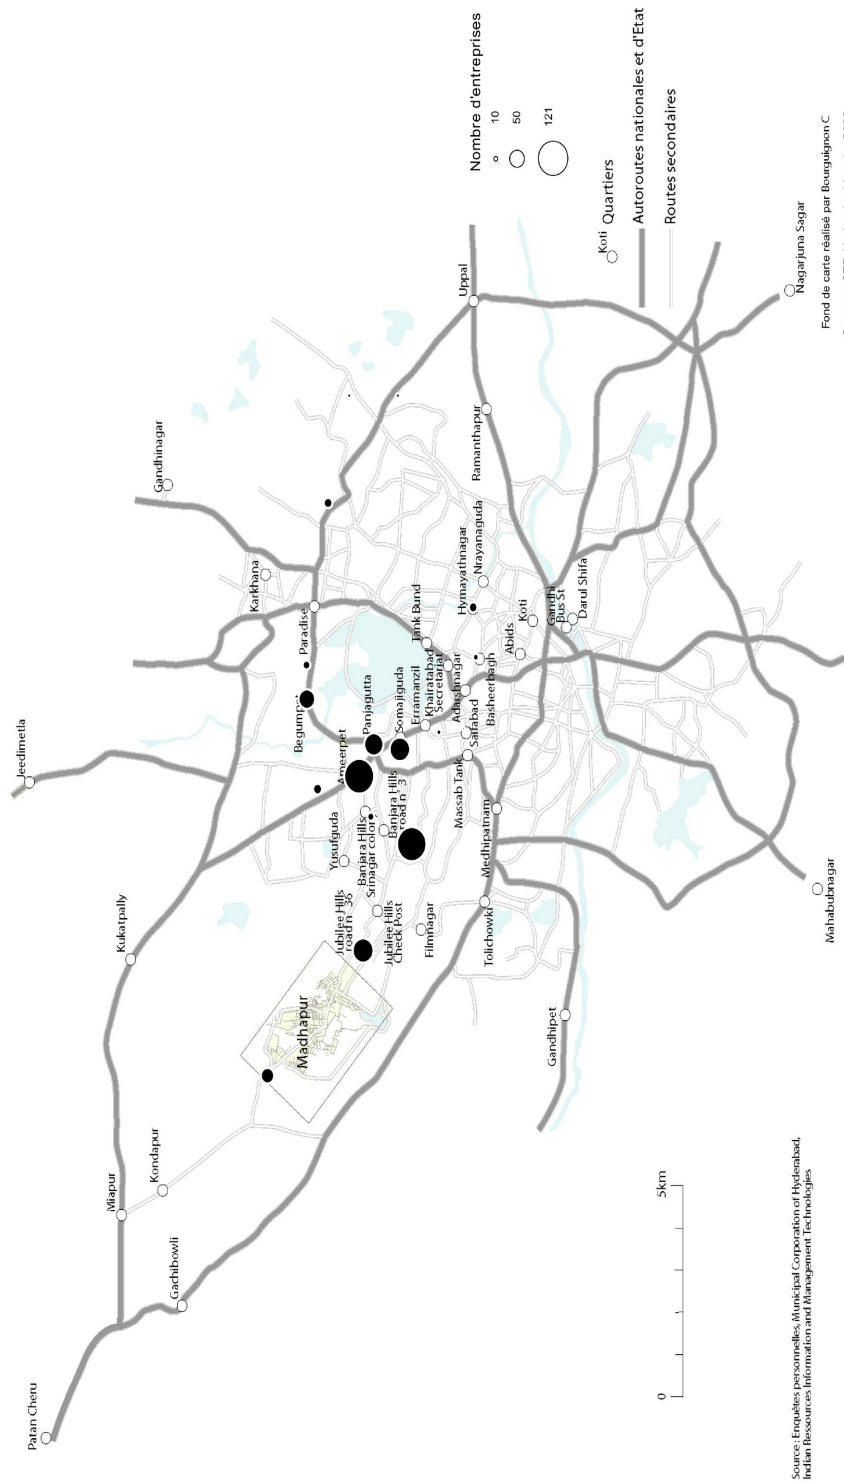 Jeedimetla
Patan Cheru
Miapur
Kukatpally
Gandhinagar
Kondapur
Gachibowli
Karkhana
Madhapur
Paradise
Begumpet
Yusufguda
Ameerpet
Jubilee Hills
road n° 36
Banjara Hills
Srinagar colony
Panjagutta
Jubilee Hills
Check Post
Banjara Hills
road n° 3
Somajiguda
Filmnagar
Erramanzil
Khairatabad
Secretariat
Tank Bund
Adarshnagar
Massab Tank
Saifabad
Basheerbagh
Hymayathnagar
Nrayanaguda
Ramanthapur
Uppal
Tolichowki
Medhipatnam
Abids
Koti
Gandhipet
Gandhi
Bus St
Darul Shifa
Mahabubnagar
Nagarjuna Sagar
Nombre d'entreprises
10
50
121
Koti Quartiers
Autoroutes nationales et d'Etat
Routes secondaires
0
5km
Source : Enquêtes personnelles, Municipal Corporation of Hyderabad,
Indian Ressources Information and Management Technologies
Fond de carte réalisé par Bourguignon C